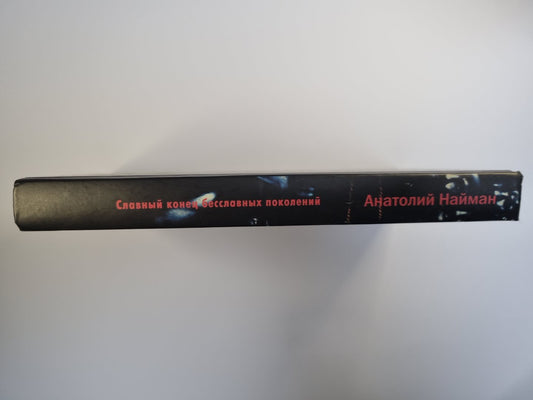 Славный конец бесславных поколений
Анатолий Найман